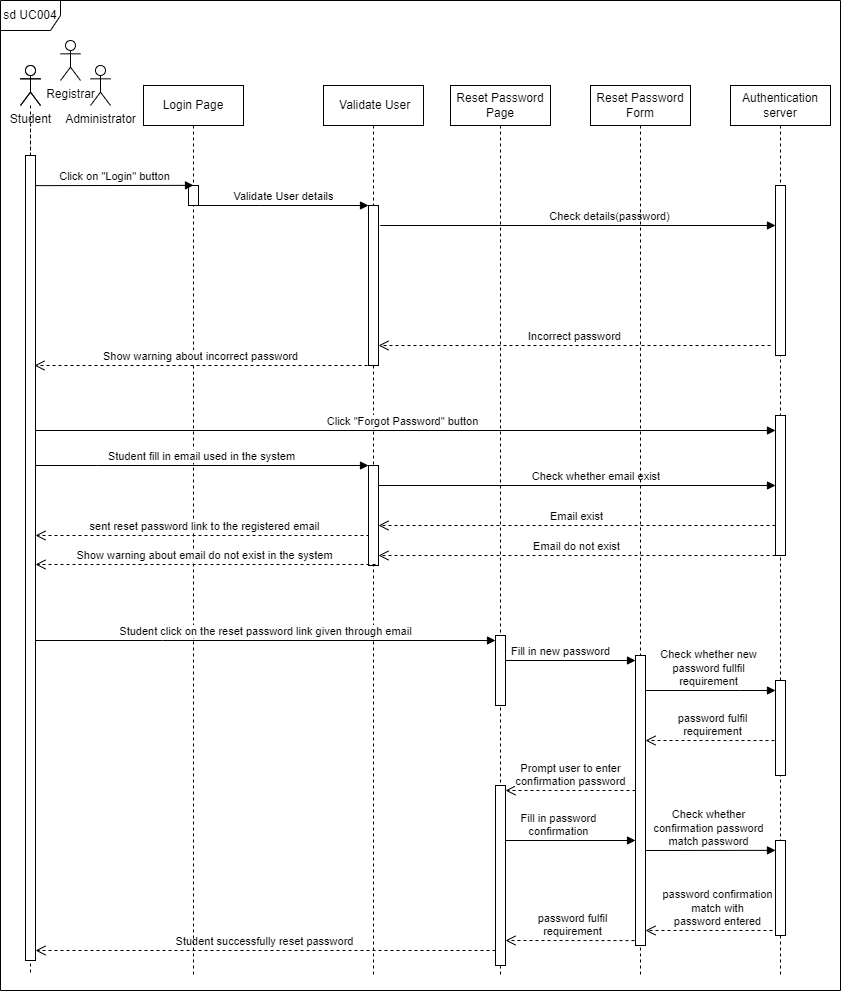 sd UC004
Registrar
Student
Administrator
Login Page
Validate User
Reset Password
Page
Reset Password
Form
Authentication
server
Click on "Login" button
Validate User details
Check details(password)
Incorrect password
Show warning about incorrect password
Click "Forgot Password" button
Student fill in email used in the system
Check whether email exist
Email exist
sent reset password link to the registered email
Email do not exist
Show warning about email do not exist in the system
Student click on the reset password link given through email
Fill in new password
Check whether new
password fullfil
requirement
password fulfil
requirement
Prompt user to enter
confirmation password
Fill in password
confirmation
Check whether
confirmation password
match password
password confirmation
match with
password entered
password fulfil
requirement
Student successfully reset password